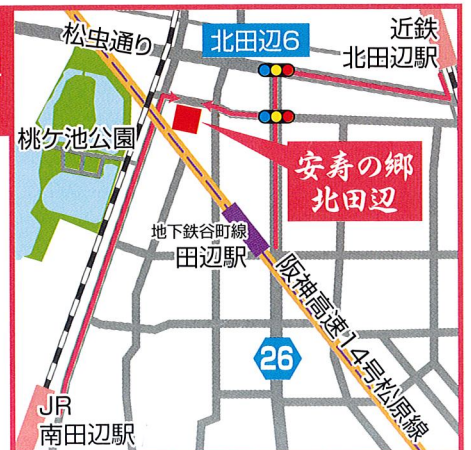 松虫通り
北田辺6
近鉄
北田辺駅
桃ケ池公園
安寿の郷
北田辺
地下鉄谷町線
田辺駅
阪神高速14号松原線
26
JR
南田辺駅